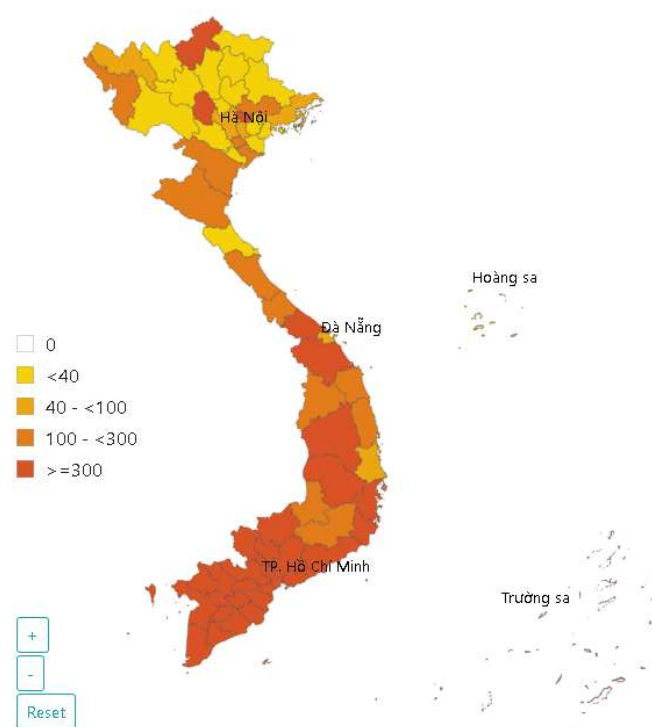 Hà Nội
Hoàng sa
Đà Nẵng
0
<40
40 - <100
100 - <300
>=300
TP. Hồ Chí Minh
Trường sa
+
-
Reset